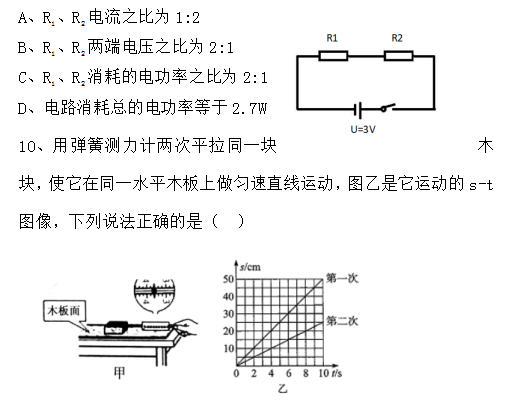 A、R₁、R₂电流之比为 1:2
B、R₁、R₂两端电压之比为 2:1
C、R₁、R₂消耗的电功率之比为 2:1
D、电路消耗总的电功率等于 2.7W
R1 R2
U=3V
10、用弹簧测力计两次平拉同一块 木
块，使它在同一水平木板上做匀速直线运动，图乙是它运动的 s-t
图像，下列说法正确的是（ ）
木板面
甲
s/cm
50
40
30
25
20
10
0 2 4 6 8 10 t/s
第一次
第二次
乙